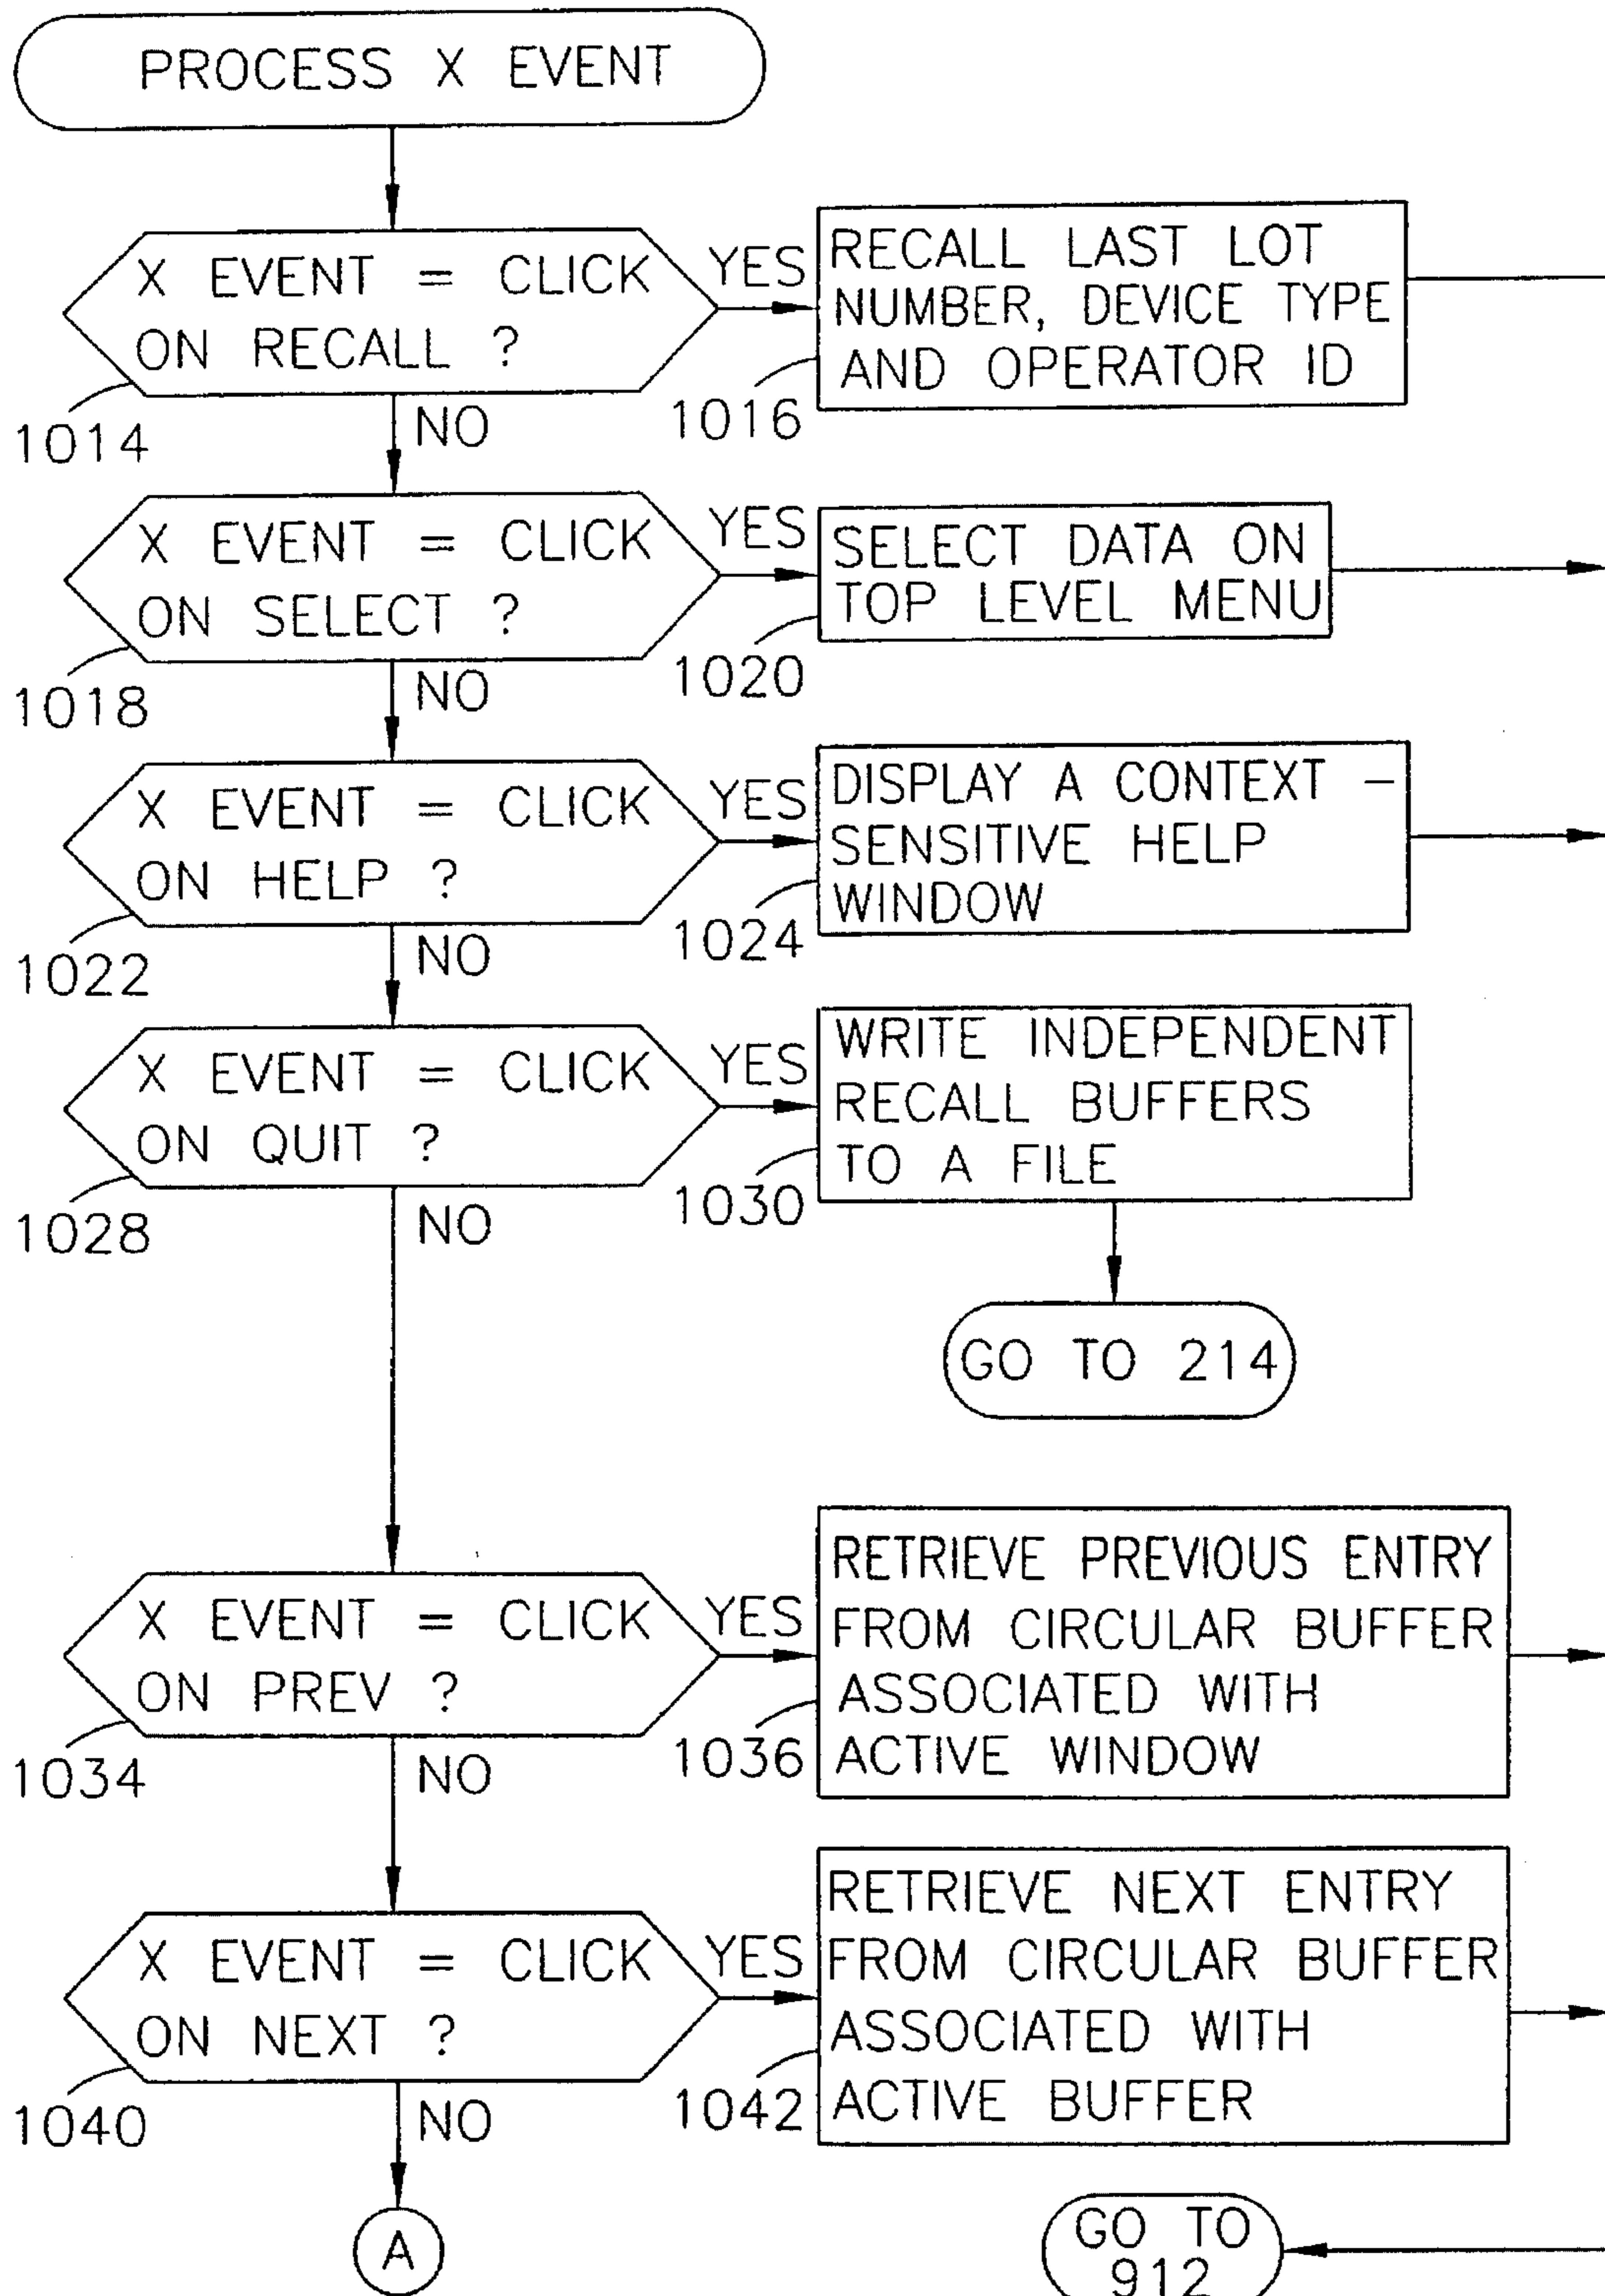 PROCESS X EVENT
X EVENT = CLICK
ON RECALL ?
1014
YES
NO
RECALL LAST LOT
NUMBER, DEVICE TYPE
AND OPERATOR ID
1016
X EVENT = CLICK
ON SELECT ?
1018
YES
NO
SELECT DATA ON
TOP LEVEL MENU
1020
X EVENT = CLICK
ON HELP ?
1022
YES
NO
DISPLAY A CONTEXT –
SENSITIVE HELP
WINDOW
1024
X EVENT = CLICK
ON QUIT ?
1028
YES
NO
WRITE INDEPENDENT
RECALL BUFFERS
TO A FILE
1030
GO TO 214
X EVENT = CLICK
ON PREV ?
1034
YES
NO
RETRIEVE PREVIOUS ENTRY
FROM CIRCULAR BUFFER
ASSOCIATED WITH
ACTIVE WINDOW
1036
X EVENT = CLICK
ON NEXT ?
1040
YES
NO
RETRIEVE NEXT ENTRY
FROM CIRCULAR BUFFER
ASSOCIATED WITH
ACTIVE BUFFER
1042
A
GO TO
912